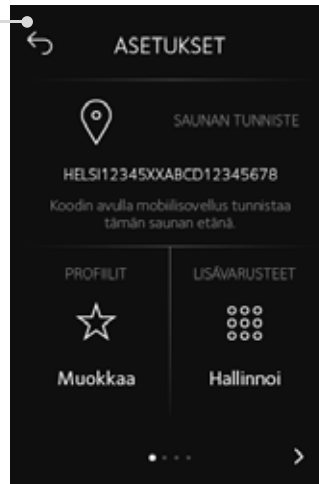 ASETUKSET
SAUNAN TUNNISTE
HELSI12345XXABCD12345678
Koodin avulla mobiilisovellus tunnistaa
tämän saunan etänä.
PROFIILIT
LISÄVARUSTEET
Muokkaa
Hallinnoi